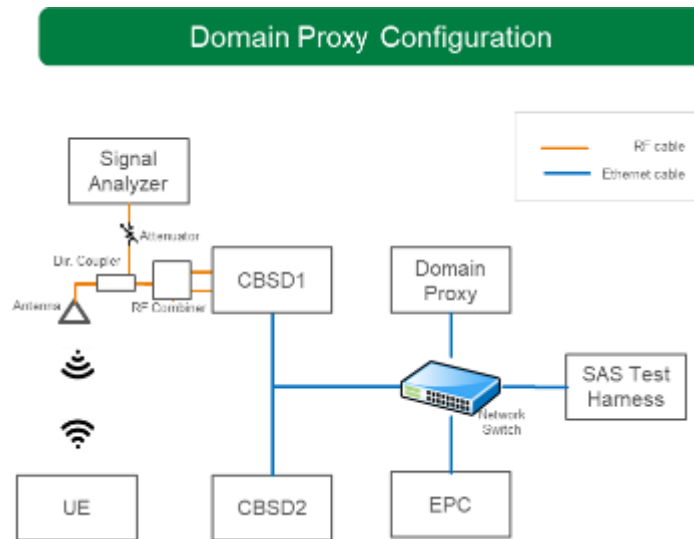 Domain Proxy Configuration
Signal
Analyzer
RF cable
Ethernet cable
Attenuator
Dir. Coupler
CBSD1
Domain
Proxy
Antenna
RF Combiner
SAS Test
Harness
Network
Switch
UE
CBSD2
EPC